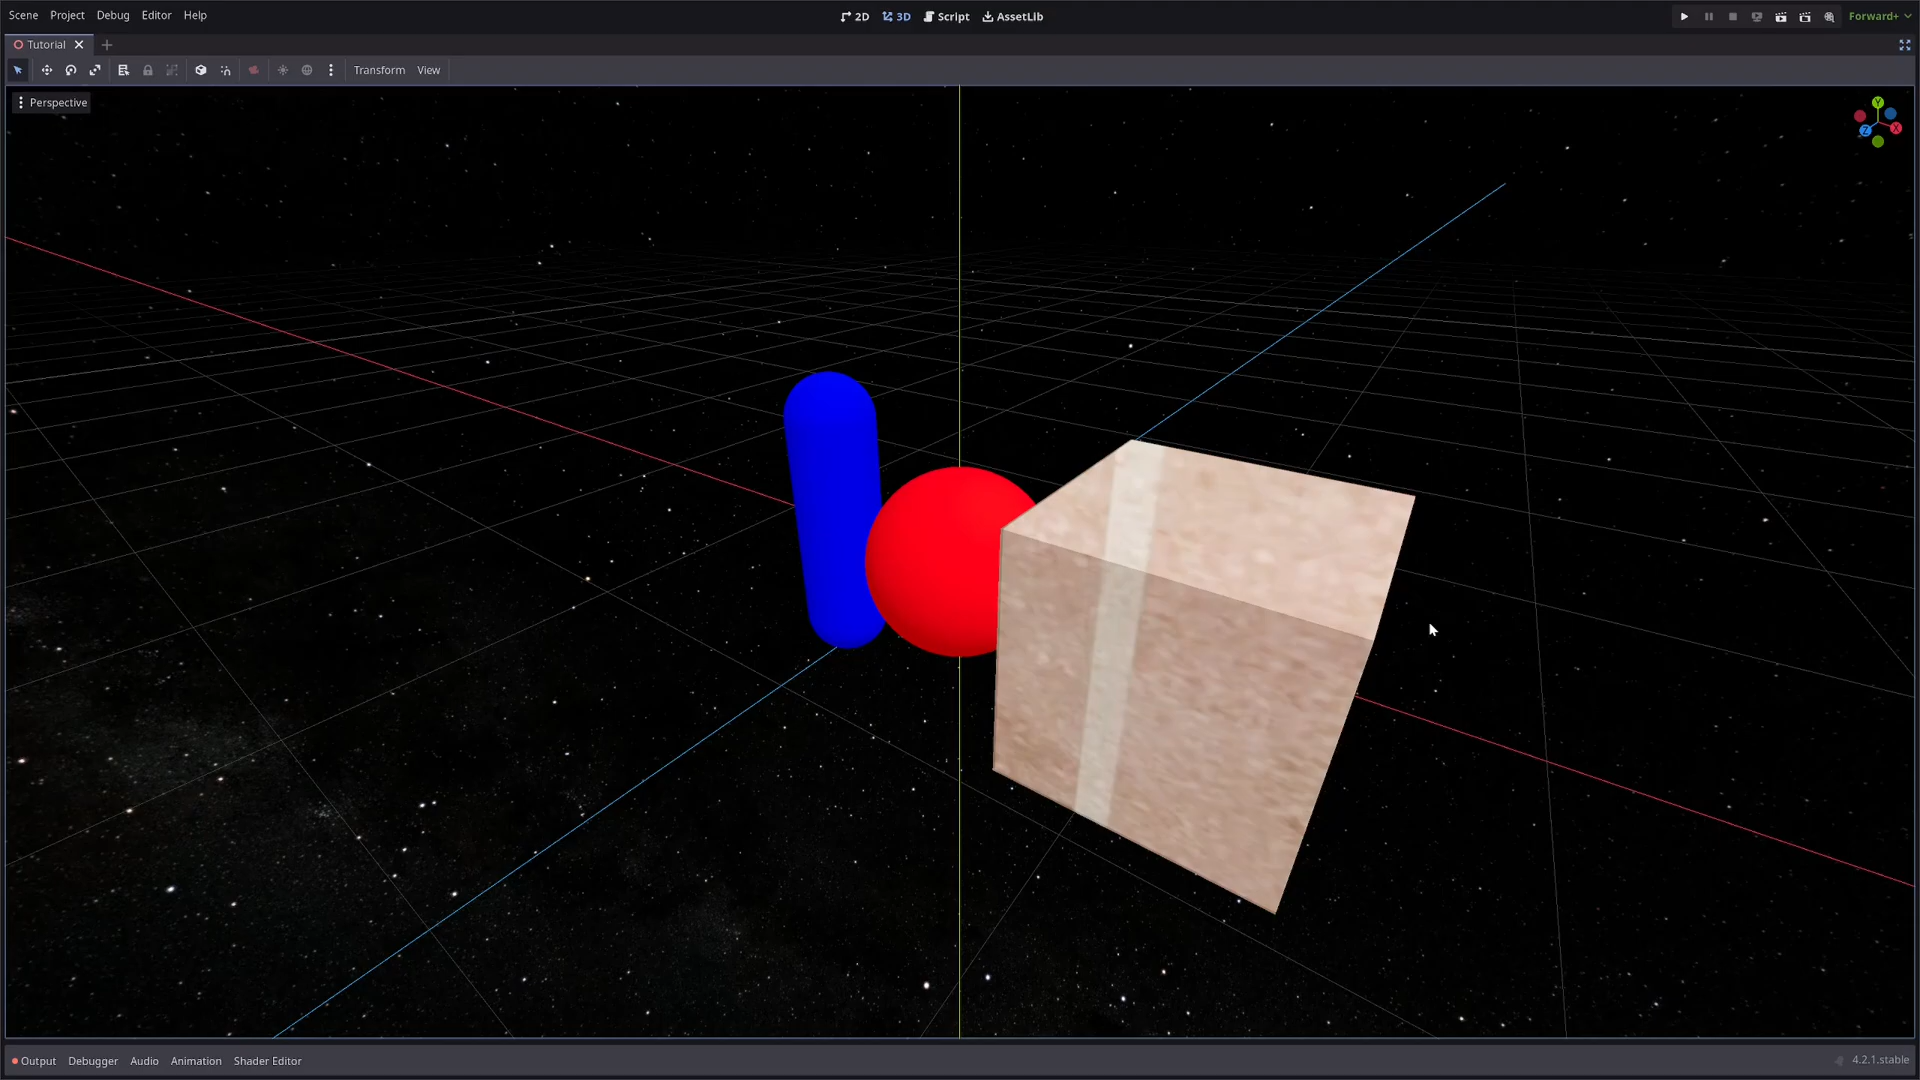 Scene Project Debug Editor Help 2D 3D Script AssetLib Forward+
Tutorial
Transform View
Perspective
Y
Z X
Output Debugger Audio Animation Shader Editor 4.2.1.stable